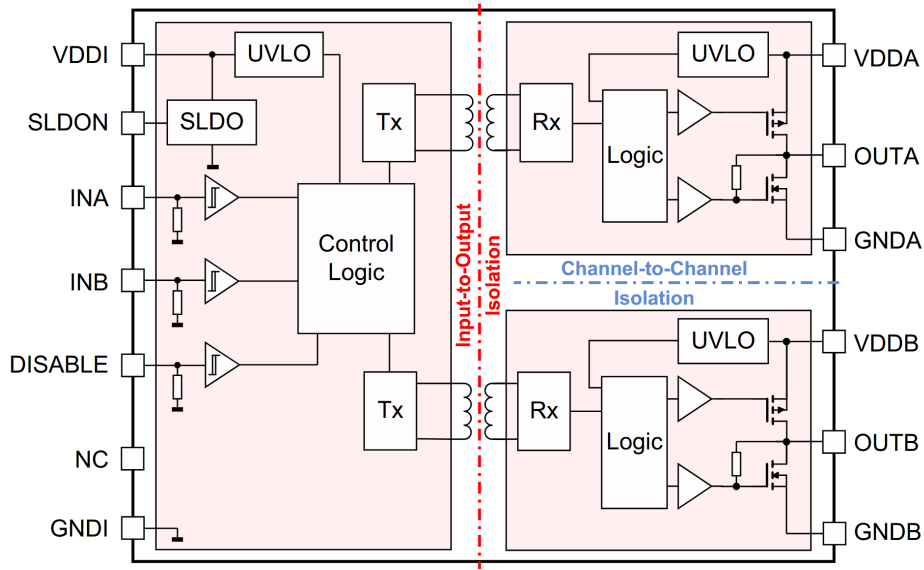 VDDI
SLDON
INA
INB
DISABLE
NC
GNDI
UVLO
SLDO
Control
Logic
Tx
Tx
Input-to-Output
Isolation
Rx
Logic
UVLO
Channel-to-Channel
Isolation
Rx
Logic
UVLO
VDDA
OUTA
GNDA
VDDB
OUTB
GNDB